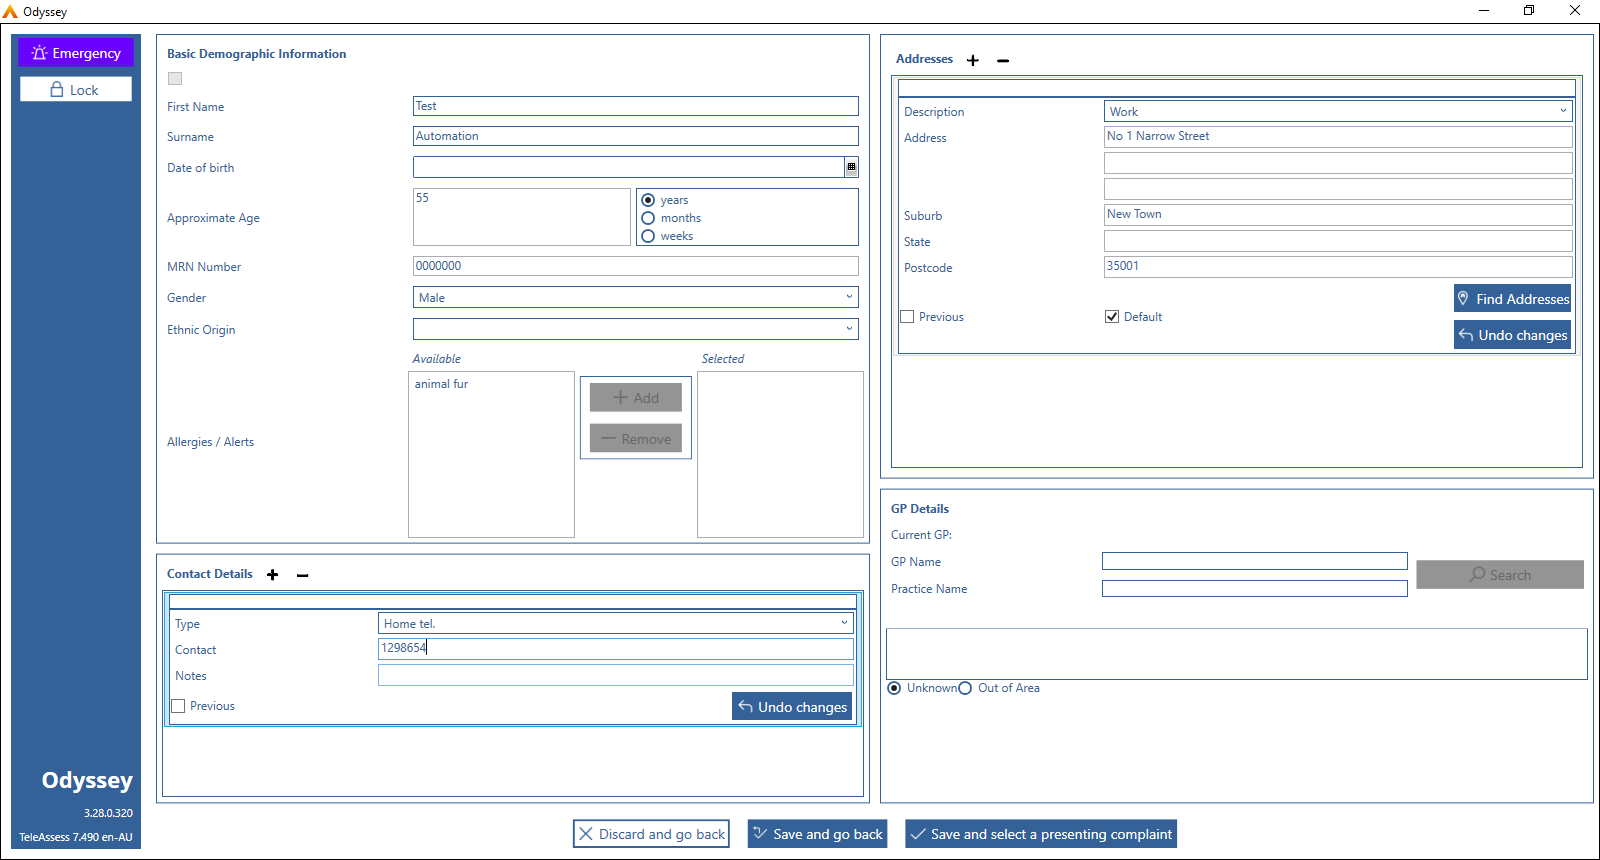 Odyssey
Emergency
Lock
Basic Demographic Information
First Name Test
Surname Automation
Date of birth
Approximate Age 55
years
months
weeks
MRN Number 0000000
Gender Male
Ethnic Origin
Available Selected
animal fur
Allergies / Alerts
Add
Remove
Contact Details
Type Home tel.
Contact 1298654
Notes
Previous Undo changes
Addresses
Description Work
Address No 1 Narrow Street
Suburb New Town
State
Postcode 35001
Find Addresses
Previous Default
Undo changes
GP Details
Current GP:
GP Name
Practice Name
Search
Unknown Out of Area
Odyssey
3.28.0.320
TeleAssess 7.490 en-AU
Discard and go back Save and go back Save and select a presenting complaint